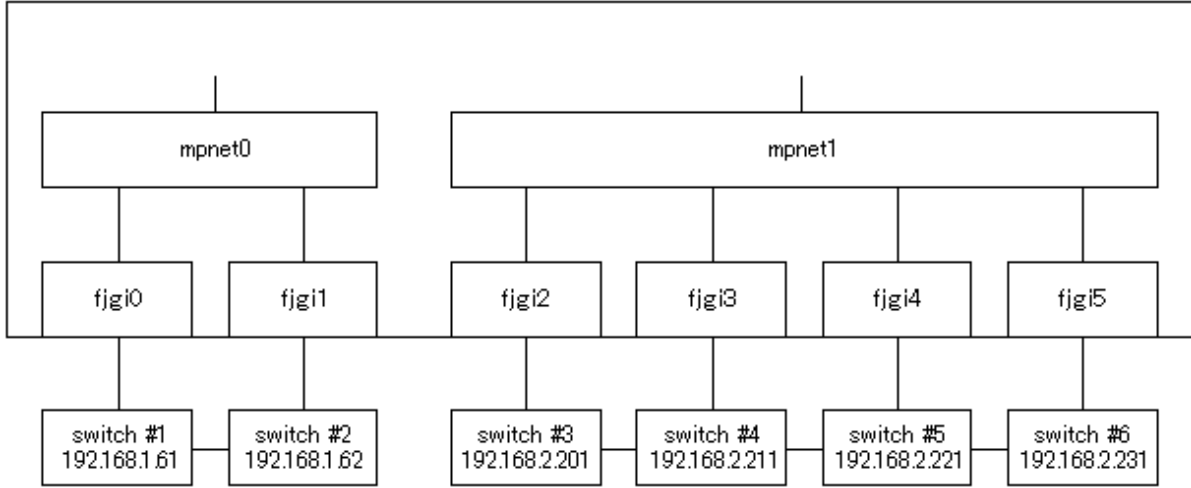 mpnet0
mpnet1
fjgi0
fjgi1
fjgi2
fjgi3
fjgi4
fjgi5
switch #1
192.168.1.61
switch #2
192.168.1.62
switch #3
192.168.2.201
switch #4
192.168.2.211
switch #5
192.168.2.221
switch #6
192.168.2.231